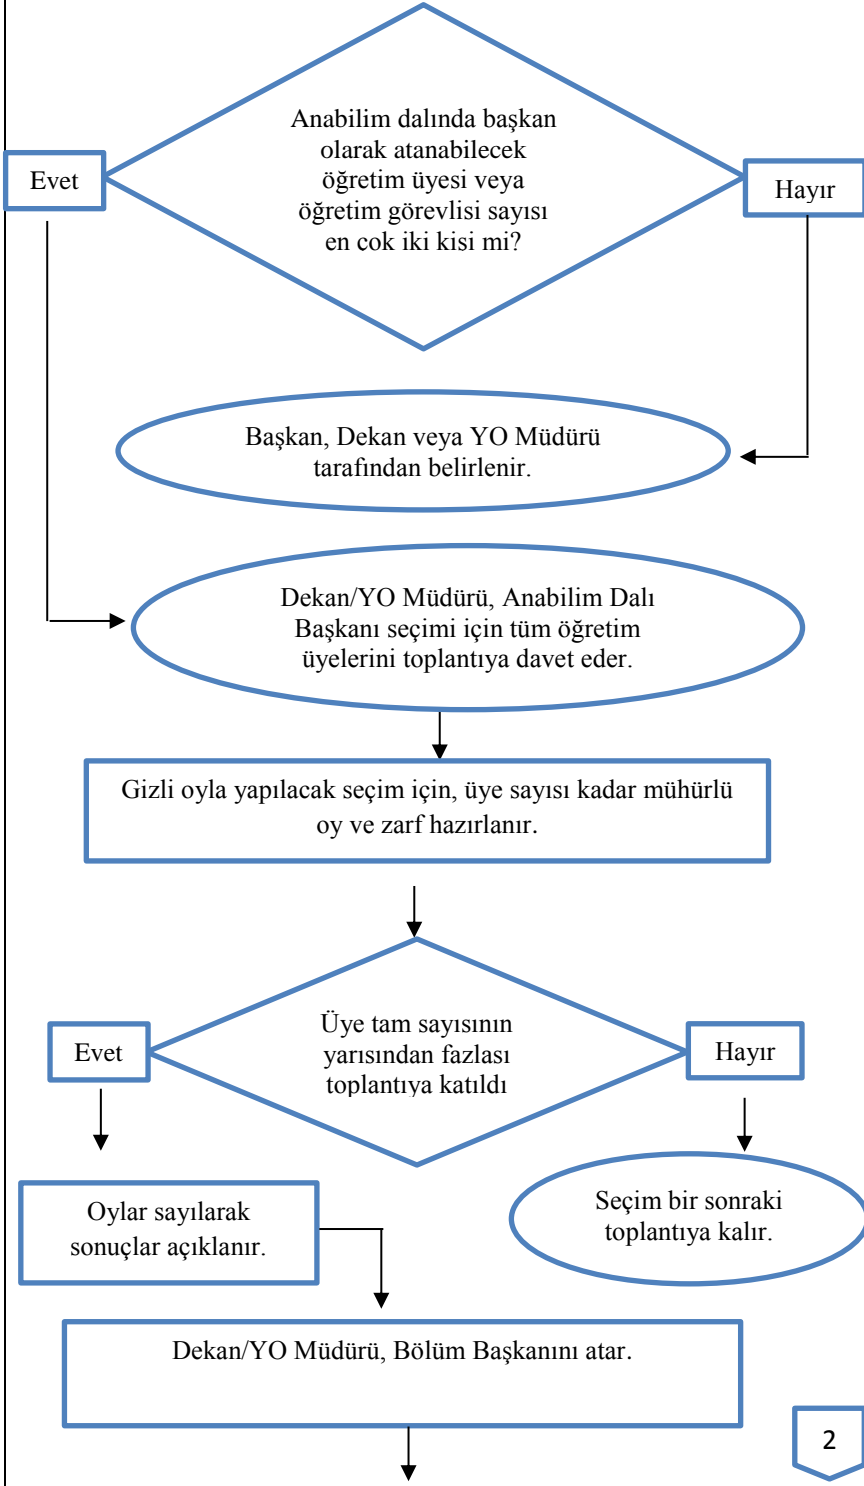 Anabilim dalında başkan
olarak atanabilecek
öğretim üyesi veya
öğretim görevlisi sayısı
en cok iki kisi mi?
Evet
Hayır
Başkan, Dekan veya YO Müdürü
tarafından belirlenir.
Dekan/YO Müdürü, Anabilim Dalı
Başkanı seçimi için tüm öğretim
üyelerini toplantıya davet eder.
Gizli oyla yapılacak seçim için, üye sayısı kadar mühürlü
oy ve zarf hazırlanır.
Üye tam sayısının
yarısından fazlası
toplantıya katıldı
Evet
Hayır
Oylar sayılarak
sonuçlar açıklanır.
Seçim bir sonraki
toplantıya kalır.
Dekan/YO Müdürü, Bölüm Başkanını atar.
2